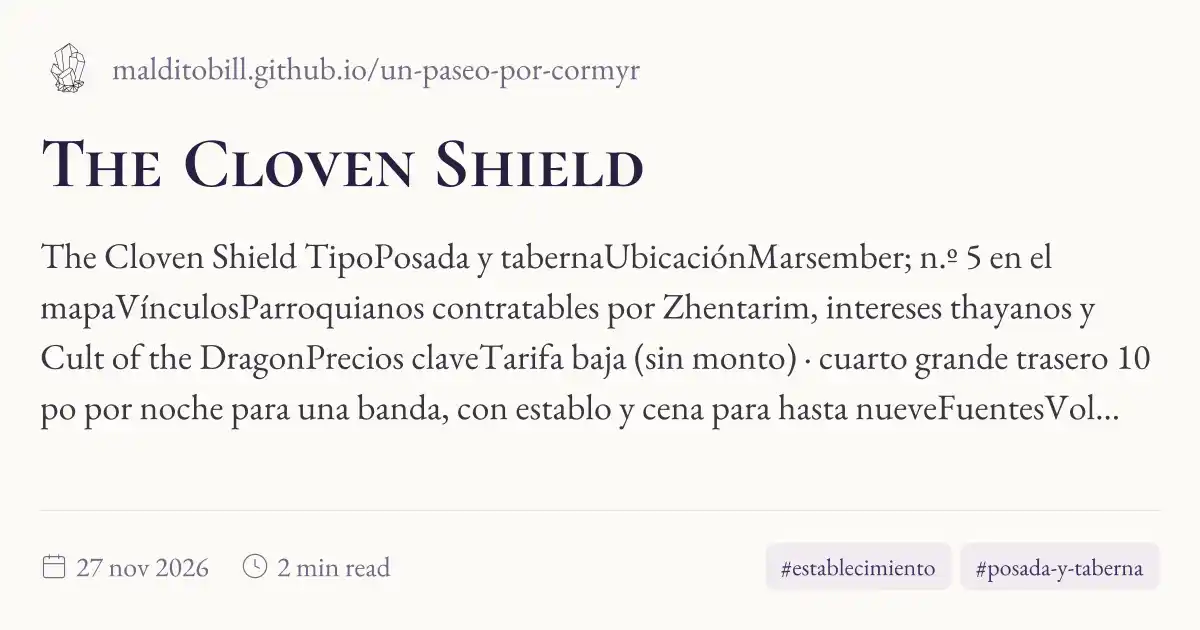 malditobill.github.io/un-paseo-por-cormyr
The Cloven Shield
The Cloven Shield TipoPosada y tabernaUbicaciónMarsember; n.º 5 en el
mapaVínculosParroquianos contratables por Zhentarim, intereses thayanos y
Cult of the DragonPrecios claveTarifa baja (sin monto) · cuarto grande trasero 10
po por noche para una banda, con establo y cena para hasta nueveFuentesVol...
27 nov 2026
2 min read
#establecimiento
#posada-y-taberna